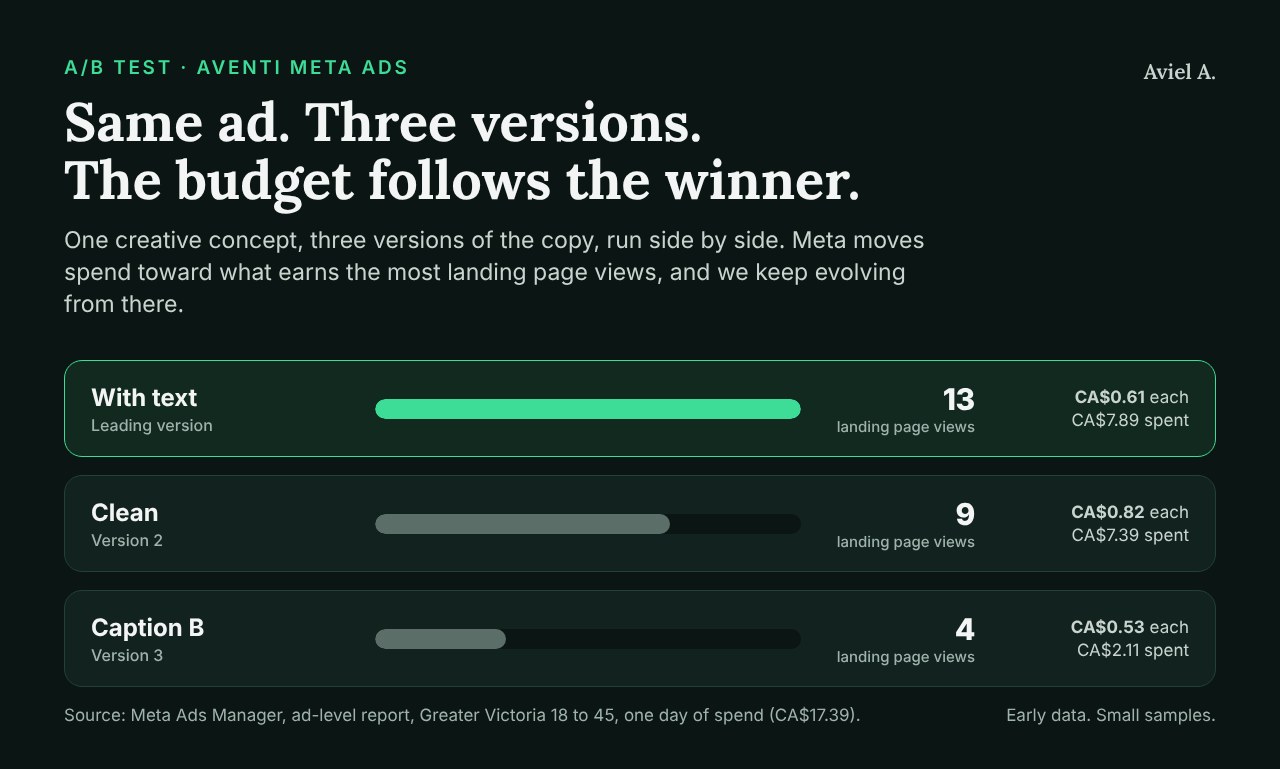 A/B TEST · AVENTI META ADS
Aviel A.
Same ad. Three versions.
The budget follows the winner.
One creative concept, three versions of the copy, run side by side. Meta moves
spend toward what earns the most landing page views, and we keep evolving
from there.
With text
Leading version
13
landing page views
CA$0.61 each
CA$7.89 spent
Clean
Version 2
9
landing page views
CA$0.82 each
CA$7.39 spent
Caption B
Version 3
4
landing page views
CA$0.53 each
CA$2.11 spent
Source: Meta Ads Manager, ad-level report, Greater Victoria 18 to 45, one day of spend (CA$17.39).
Early data. Small samples.